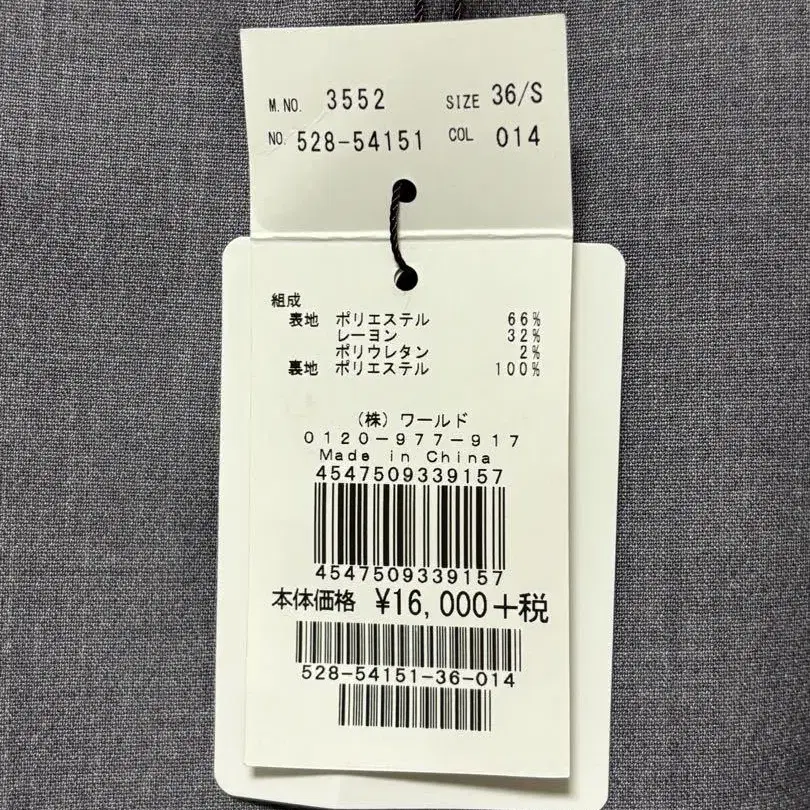 M.NO. 3552 SIZE 36/S
NO. 528-54151 COL 014
組成
表地 ポリエステル 66%
レーヨン 32%
ポリウレタン 2%
裏地 ポリエステル 100%
(株)ワールド
0120-977-917
Made in China
4547509339157
4547509339157
本体価格 ¥16,000+税
528-54151-36-014